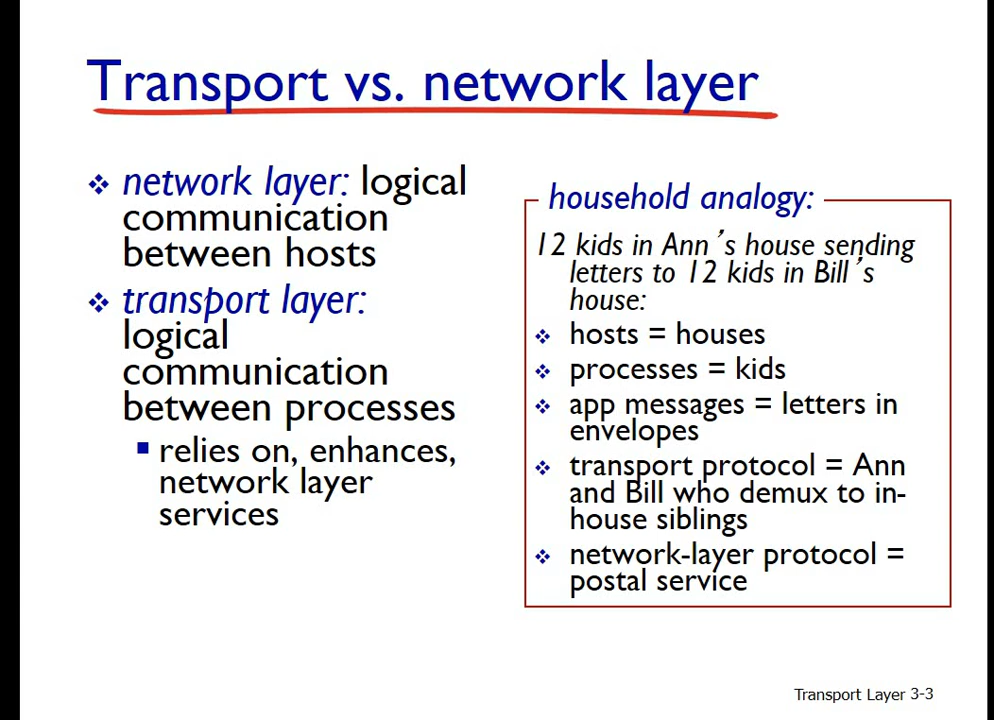 Transport vs. network layer
network layer: logical
communication
between hosts
transport layer:
logical
communication
between processes
relies on, enhances,
network layer
services
household analogy:
12 kids in Ann’s house sending
letters to 12 kids in Bill’s
house:
hosts = houses
processes = kids
app messages = letters in
envelopes
transport protocol = Ann
and Bill who demux to in-
house siblings
network-layer protocol =
postal service
Transport Layer 3-3